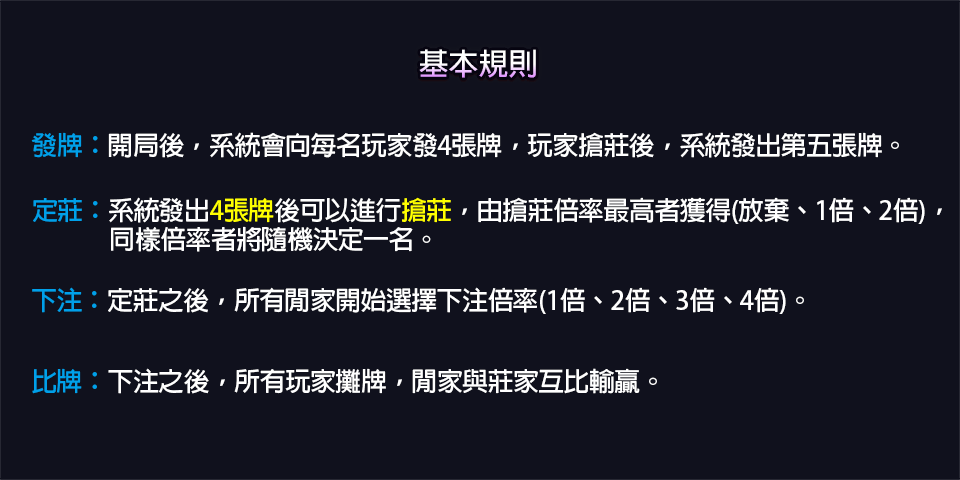 基本規則
發牌：開局後，系統會向每名玩家發4張牌，玩家搶莊後，系統發出第五張牌。
定莊：系統發出4張牌後可以進行搶莊，由搶莊倍率最高者獲得(放棄、1倍、2倍)，
同樣倍率者將隨機決定一名。
下注：定莊之後，所有閒家開始選擇下注倍率(1倍、2倍、3倍、4倍)。
比牌：下注之後，所有玩家攤牌，閒家與莊家互比輸贏。